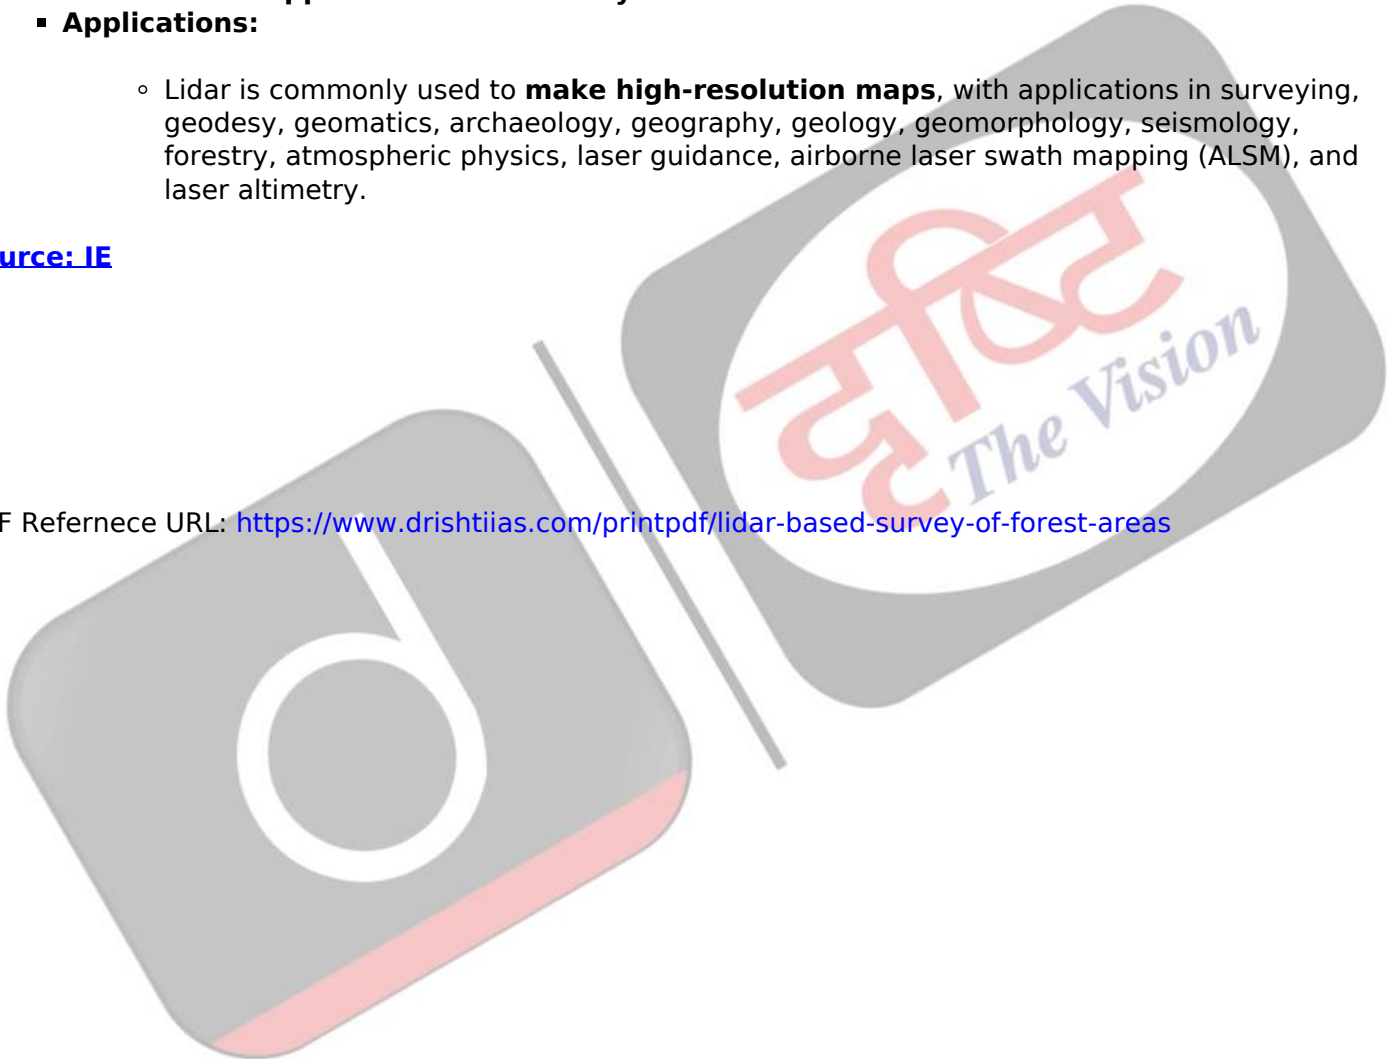 Applications:
Lidar is commonly used to make high-resolution maps, with applications in surveying,
geodesy, geomatics, archaeology, geography, geology, geomorphology, seismology,
forestry, atmospheric physics, laser guidance, airborne laser swath mapping (ALSM), and
laser altimetry.
urce: IE
दृष्टि
The Vision
F Refernece URL: https://www.drishtiias.com/printpdf/lidar-based-survey-of-forest-areas